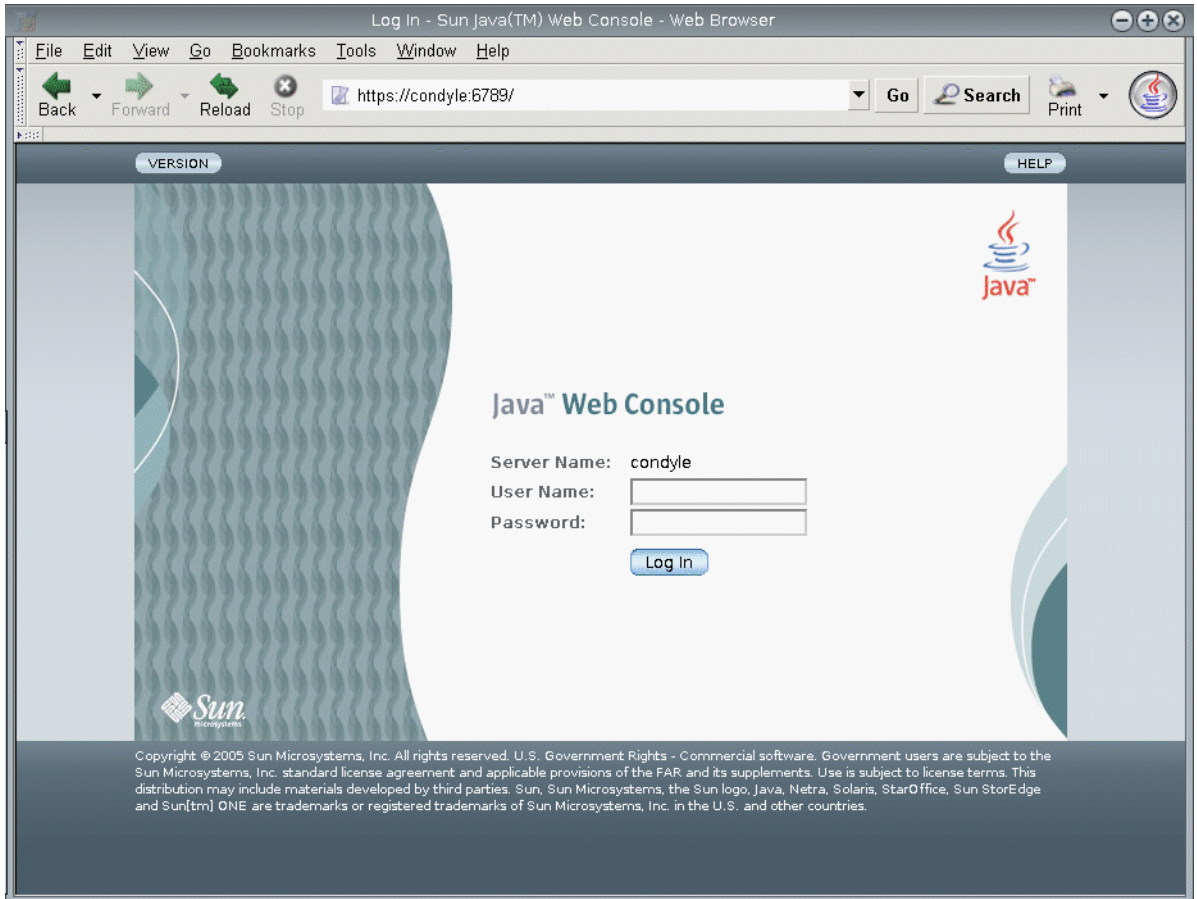 Log In - Sun Java(TM) Web Console - Web Browser
File Edit View Go Bookmarks Tools Window Help
Back Forward Reload Stop https://condyle:6789/ Go Search Print
VERSION HELP
Java™
Java™ Web Console
Server Name: condyle
User Name:
Password:
Log In
Sun
microsystems
Copyright © 2005 Sun Microsystems, Inc. All rights reserved. U.S. Government Rights - Commercial software. Government users are subject to the
Sun Microsystems, Inc. standard license agreement and applicable provisions of the FAR and its supplements. Use is subject to license terms. This
distribution may include materials developed by third parties. Sun, Sun Microsystems, the Sun logo, Java, Netra, Solaris, StarOffice, Sun StorEdge
and Sun[tm] ONE are trademarks or registered trademarks of Sun Microsystems, Inc. in the U.S. and other countries.